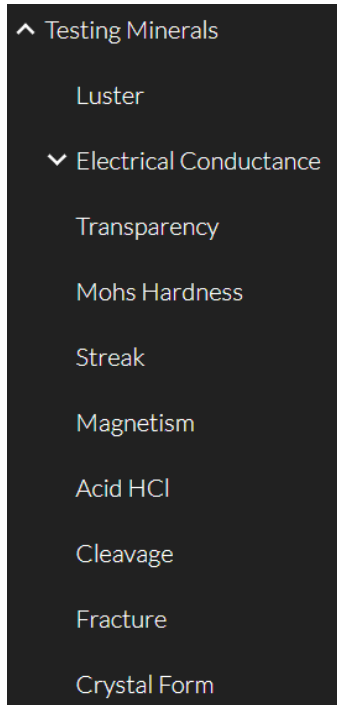 Testing Minerals
Luster
Electrical Conductance
Transparency
Mohs Hardness
Streak
Magnetism
Acid HCl
Cleavage
Fracture
Crystal Form